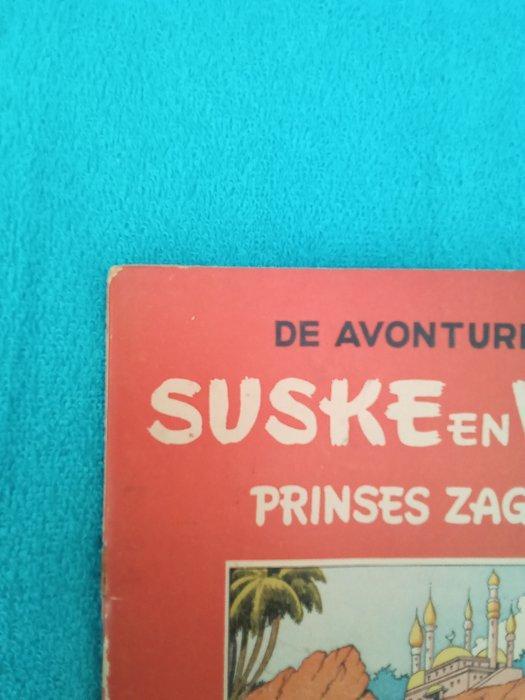 DE AVONTUR
SUSKE EN
PRINSES ZAG